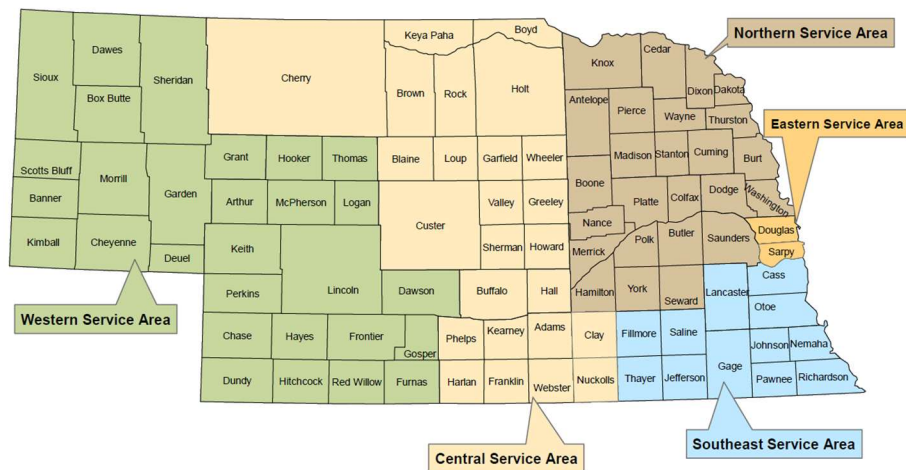 Keya Paha
Boyd
Northern Service Area
Sioux
Dawes
Sheridan
Cherry
Brown
Rock
Holt
Knox
Cedar
Dixon
Dakota
Box Butte
Antelope
Pierce
Wayne
Thurston
Eastern Service Area
Scotts Bluff
Morrill
Garden
Grant
Hooker
Thomas
Blaine
Loup
Garfield
Wheeler
Madison
Stanton
Cuming
Burt
Banner
Arthur
McPherson
Logan
Custer
Valley
Greeley
Boone
Platte
Colfax
Dodge
Washington
Nance
Kimball
Cheyenne
Deuel
Keith
Sherman
Howard
Merrick
Polk
Butler
Saunders
Douglas
Sarpy
Perkins
Lincoln
Dawson
Buffalo
Hall
Hamilton
York
Seward
Lancaster
Cass
Otoe
Western Service Area
Chase
Hayes
Frontier
Gosper
Phelps
Kearney
Adams
Clay
Fillmore
Saline
Gage
Johnson
Nemaha
Dundy
Hitchcock
Red Willow
Furnas
Harlan
Franklin
Webster
Nuckolls
Thayer
Jefferson
Pawnee
Richardson
Central Service Area
Southeast Service Area